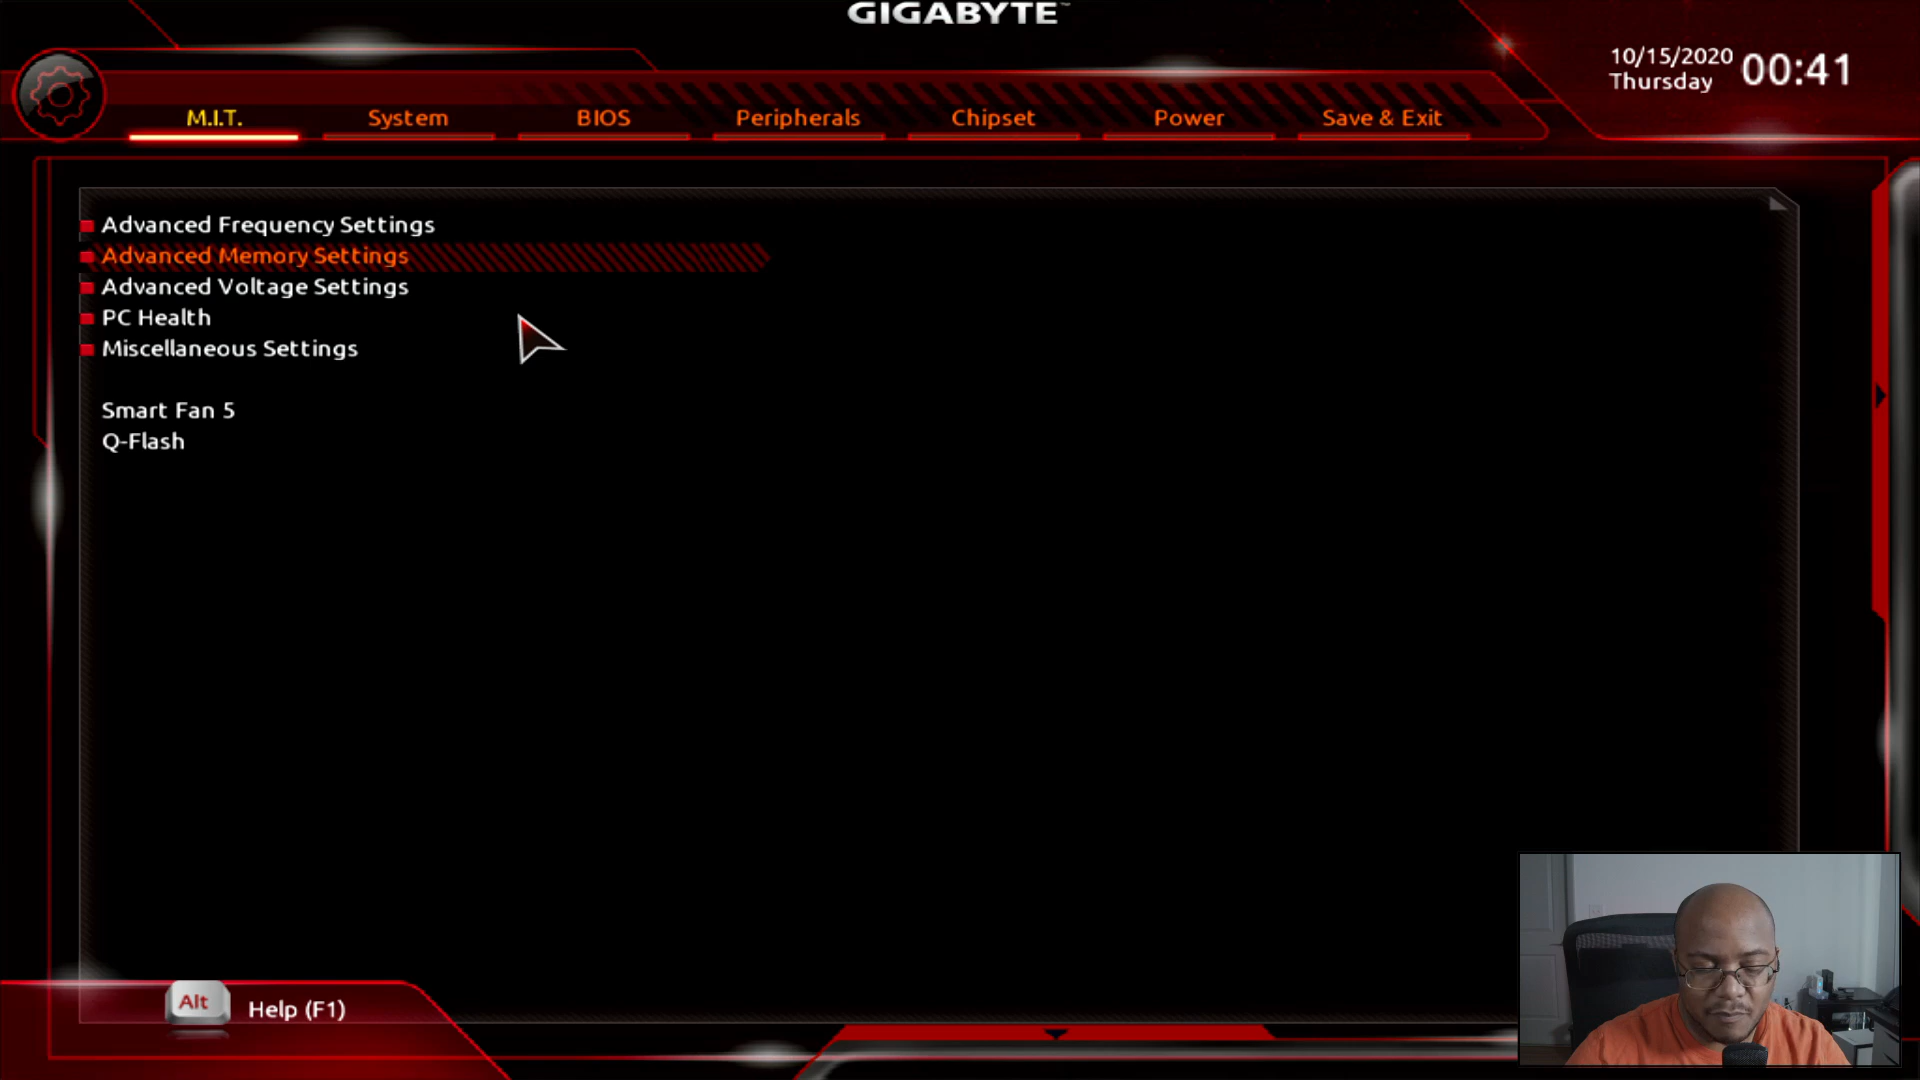 GIGABYTE™
10/15/2020
Thursday
00:41
M.I.T.
System
BIOS
Peripherals
Chipset
Power
Save & Exit
Advanced Frequency Settings
Advanced Memory Settings
Advanced Voltage Settings
PC Health
Miscellaneous Settings
Smart Fan 5
Q-Flash
Alt
Help (F1)